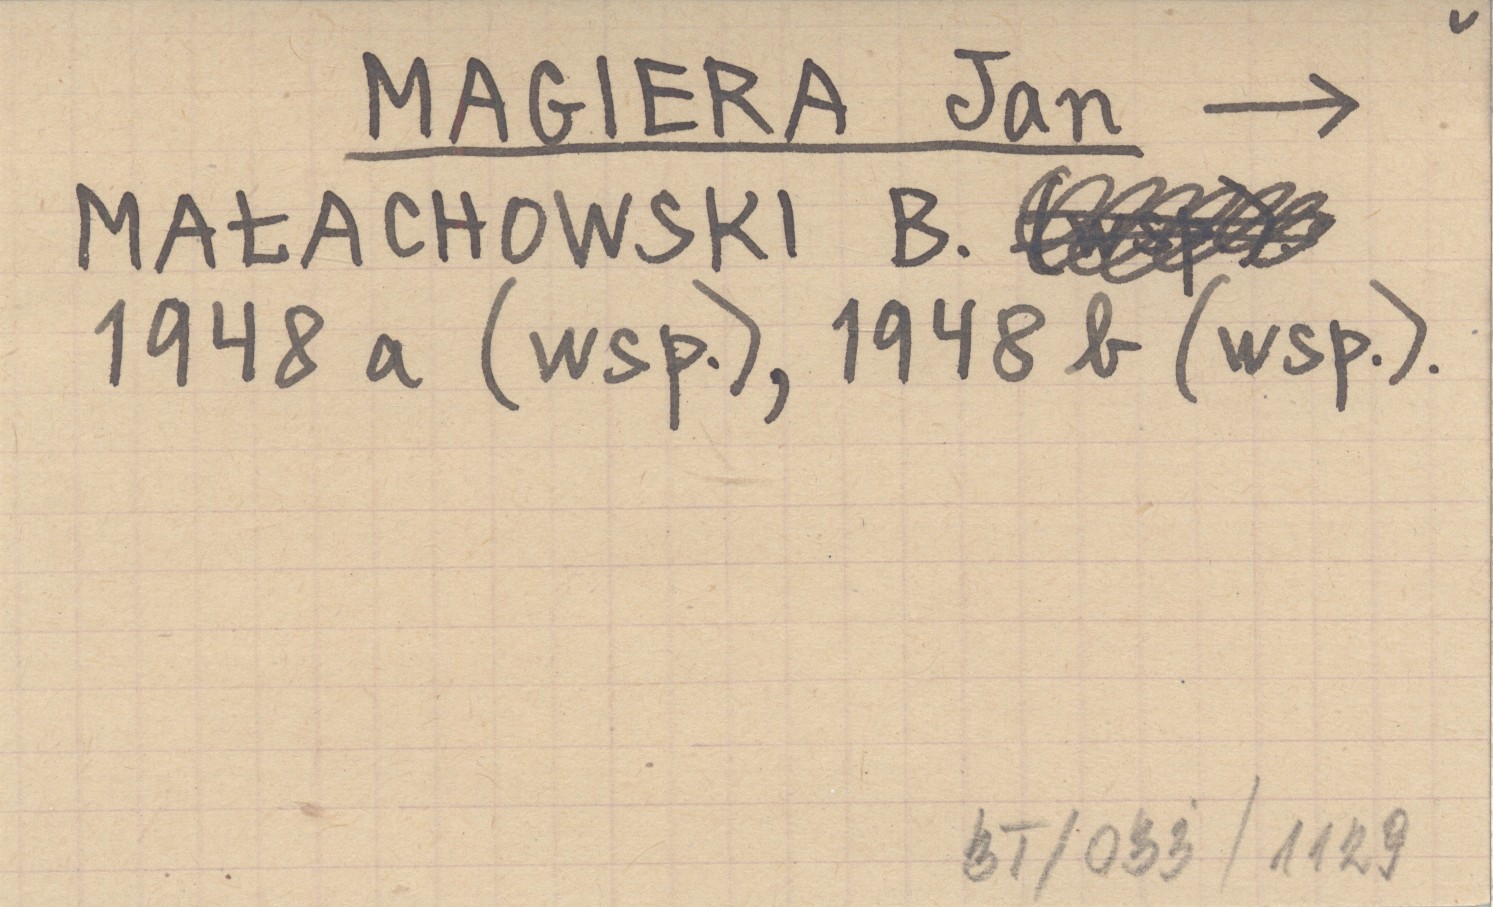 MAGIERA Jan →
MAŁACHOWSKI B.
1948 a (wsp.), 1948 b (wsp.).
BT/033/1129